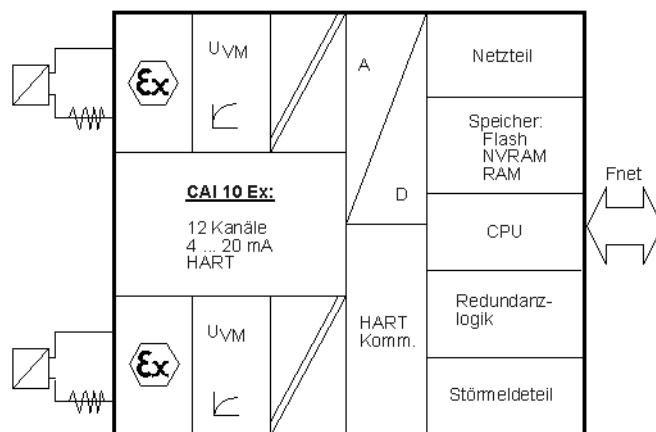 Ex
UVM
A
D
Netzteil
Speicher:
Flash
NVRAM
RAM
Fnet
CPU
CAI 10 Ex:
12 Kanäle
4 ... 20 mA
HART
Ex
UVM
HART
Komm.
Redundanz-
logik
Störmeldeteil